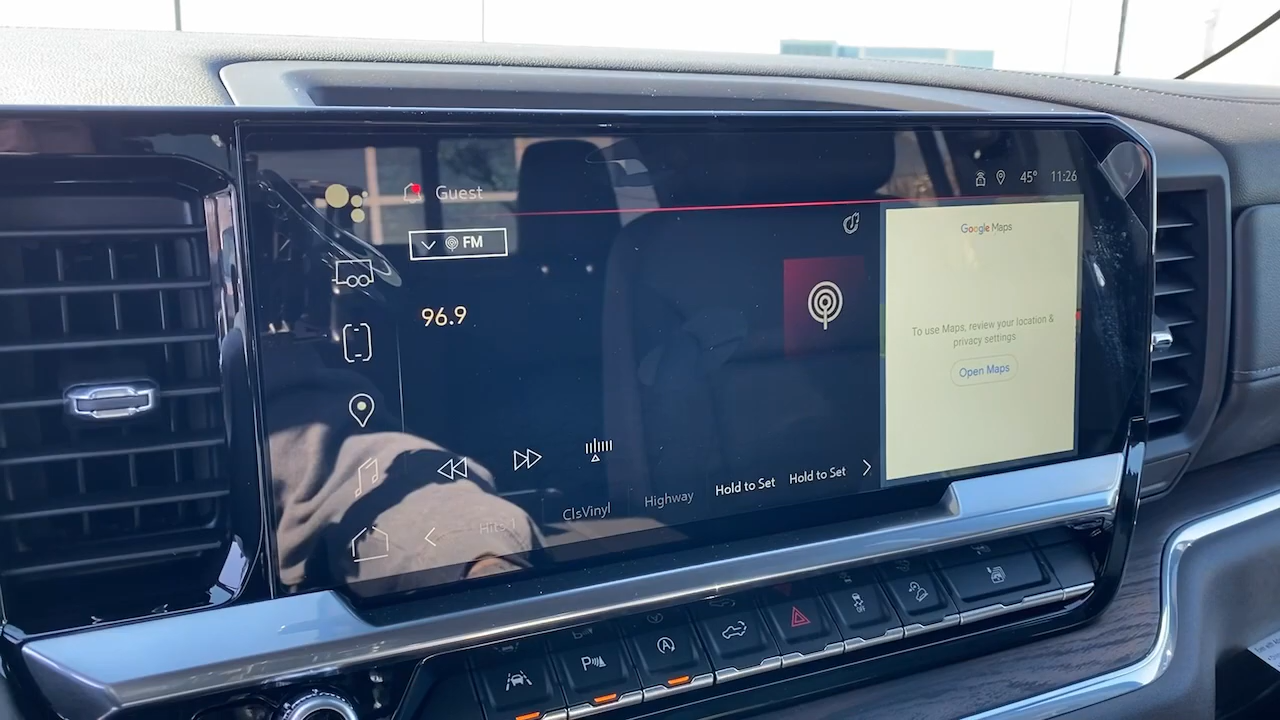 Guest
45° 11:26
FM
Google Maps
96.9
To use Maps, review your location &
privacy settings
Open Maps
Hits 1
ClsVinyl
Highway
Hold to Set
Hold to Set
P
A
OFF